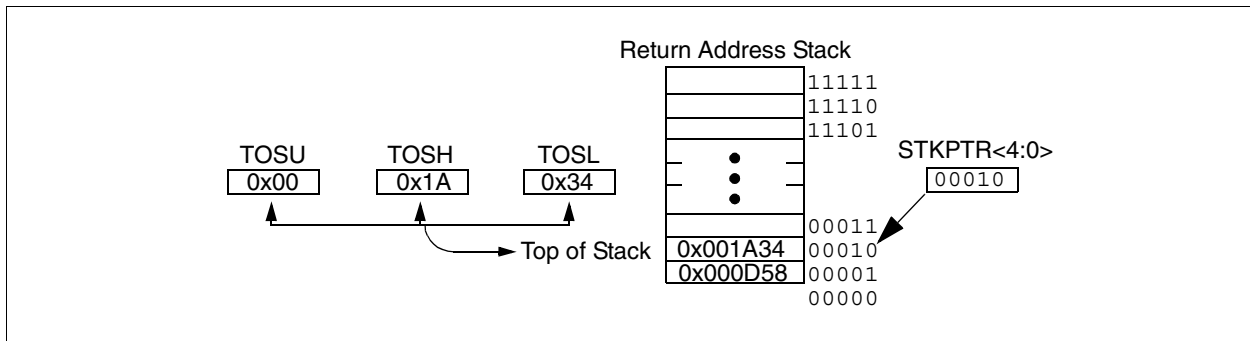 Return Address Stack
11111
11110
11101
TOSU TOSH TOSL STKPTR<4:0>
0x00 0x1A 0x34 00010
00011
Top of Stack 0x001A34 00010
0x000D58 00001
00000